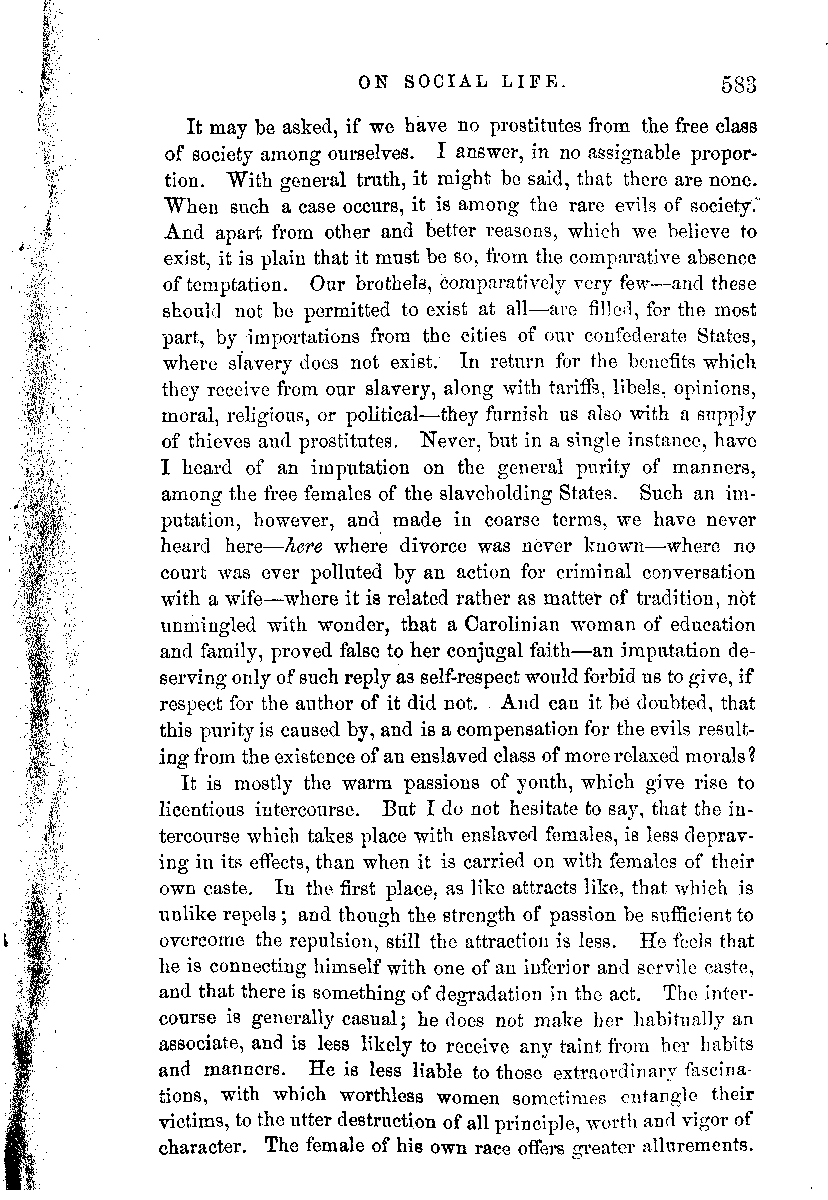 ON SOCIAL LIFE. 583
It may be asked, if we have no prostitutes from the free class
of society among ourselves. I answer, in no assignable propor-
tion. With general truth, it might be said, that there are none.
When such a case occurs, it is among the rare evils of society.
And apart from other and better reasons, which we believe to
exist, it is plain that it must be so, from the comparative absence
of temptation. Our brothels, comparatively very few—and these
should not be permitted to exist at all—are filled, for the most
part, by importations from the cities of our confederate States,
where slavery does not exist. In return for the benefits which
they receive from our slavery, along with tariffs, libels, opinions,
moral, religious, or political—they furnish us also with a supply
of thieves and prostitutes. Never, but in a single instance, have
I heard of an imputation on the general purity of manners,
among the free females of the slaveholding States. Such an im-
putation, however, and made in coarse terms, we have never
heard here—here where divorce was never known—where no
court was ever polluted by an action for criminal conversation
with a wife—where it is related rather as matter of tradition, not
unmingled with wonder, that a Carolinian woman of education
and family, proved false to her conjugal faith—an imputation de-
serving only of such reply as self-respect would forbid us to give, if
respect for the author of it did not. And can it be doubted, that
this purity is caused by, and is a compensation for the evils result-
ing from the existence of an enslaved class of more relaxed morals?
It is mostly the warm passions of youth, which give rise to
licentious intercourse. But I do not hesitate to say, that the in-
tercourse which takes place with enslaved females, is less deprav-
ing in its effects, than when it is carried on with females of their
own caste. In the first place, as like attracts like, that which is
unlike repels; and though the strength of passion be sufficient to
overcome the repulsion, still the attraction is less. He feels that
he is connecting himself with one of an inferior and servile caste,
and that there is something of degradation in the act. The inter-
course is generally casual; he does not make her habitually an
associate, and is less likely to receive any taint from her habits
and manners. He is less liable to those extraordinary fascina-
tions, with which worthless women sometimes entangle their
victims, to the utter destruction of all principle, worth and vigor of
character. The female of his own race offers greater allurements.